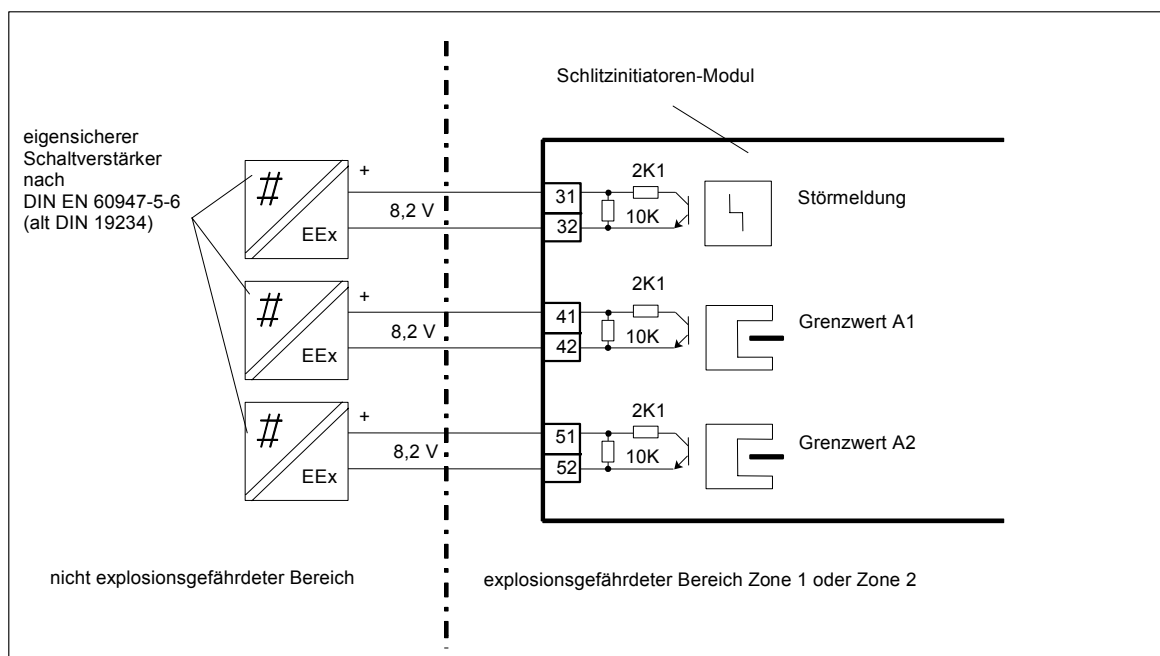 Schlitzinitiatoren-Modul
eigensicherer
Schaltverstärker
nach
DIN EN 60947-5-6
(alt DIN 19234)
+
8,2 V
EEx
31
32
2K1
10K
Störmeldung
+
8,2 V
EEx
41
42
2K1
10K
Grenzwert A1
+
8,2 V
EEx
51
52
2K1
10K
Grenzwert A2
nicht explosionsgefährdeter Bereich
explosionsgefährdeter Bereich Zone 1 oder Zone 2